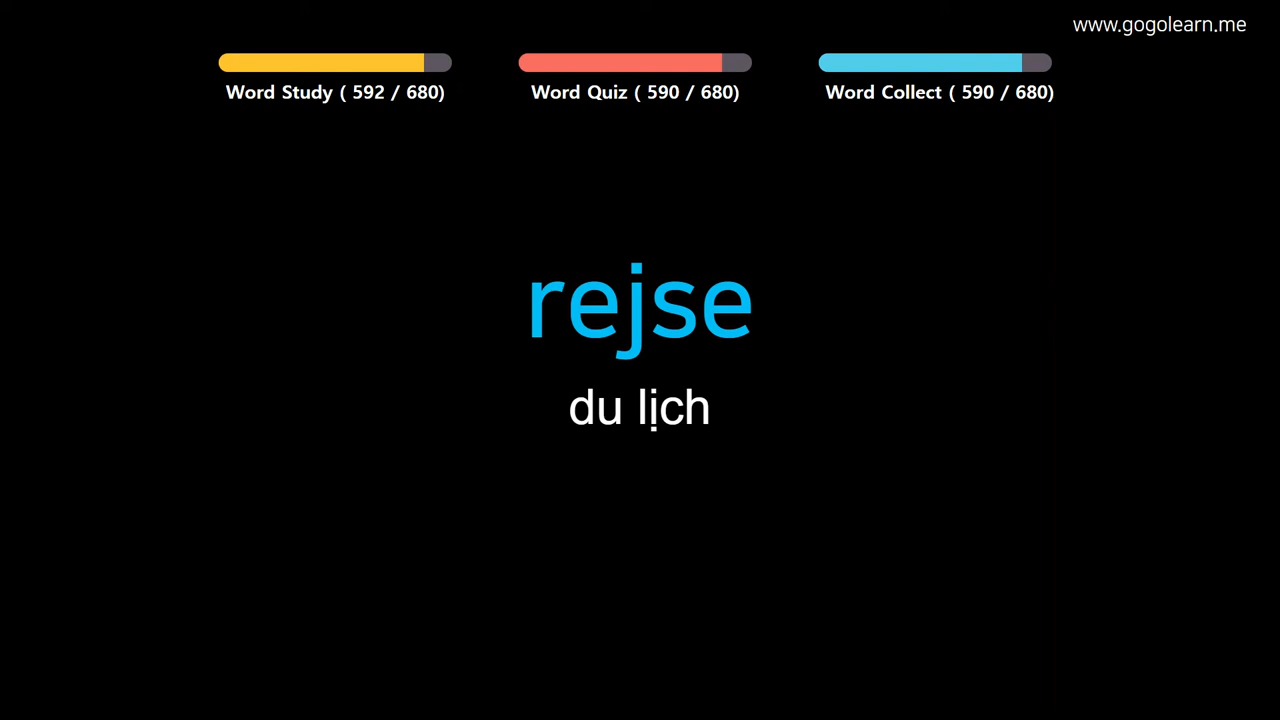 www.gogolearn.me
Word Study ( 592 / 680)
Word Quiz ( 590 / 680)
Word Collect ( 590 / 680)
rejse
du lịch